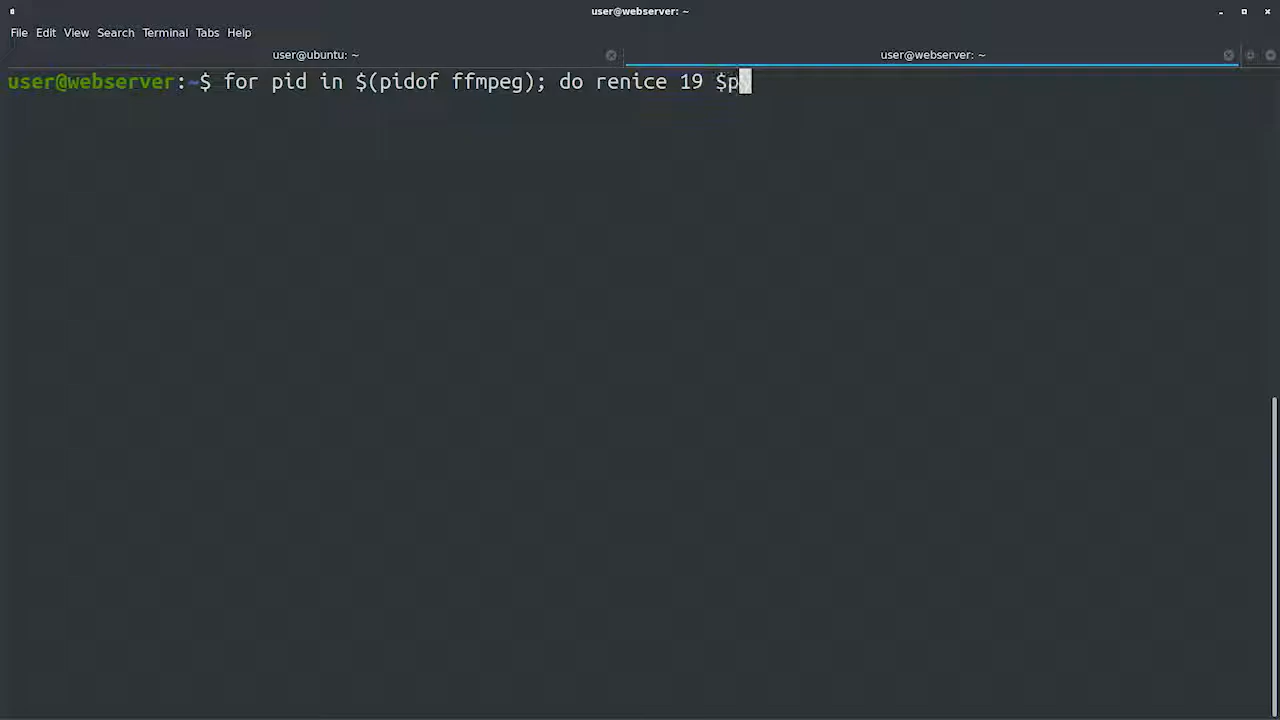 user@webserver: ~
File Edit View Search Terminal Tabs Help
user@ubuntu: ~
user@webserver: ~
user@webserver:~$ for pid in $(pidof ffmpeg); do renice 19 $p